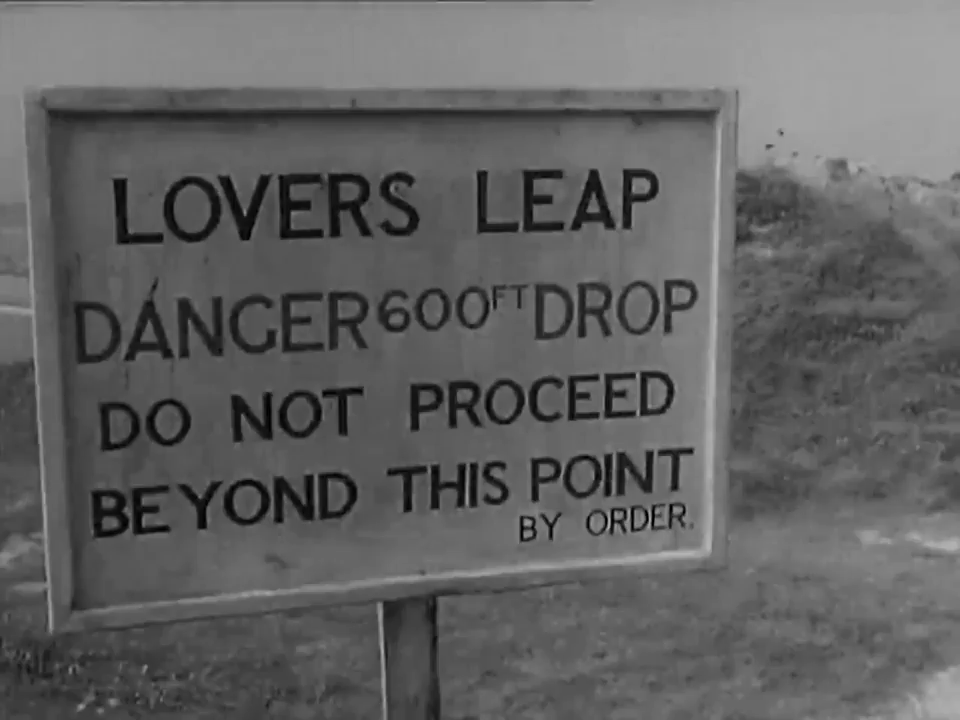 LOVERS LEAP
DANGER 600FT DROP
DO NOT PROCEED
BEYOND THIS POINT
BY ORDER.